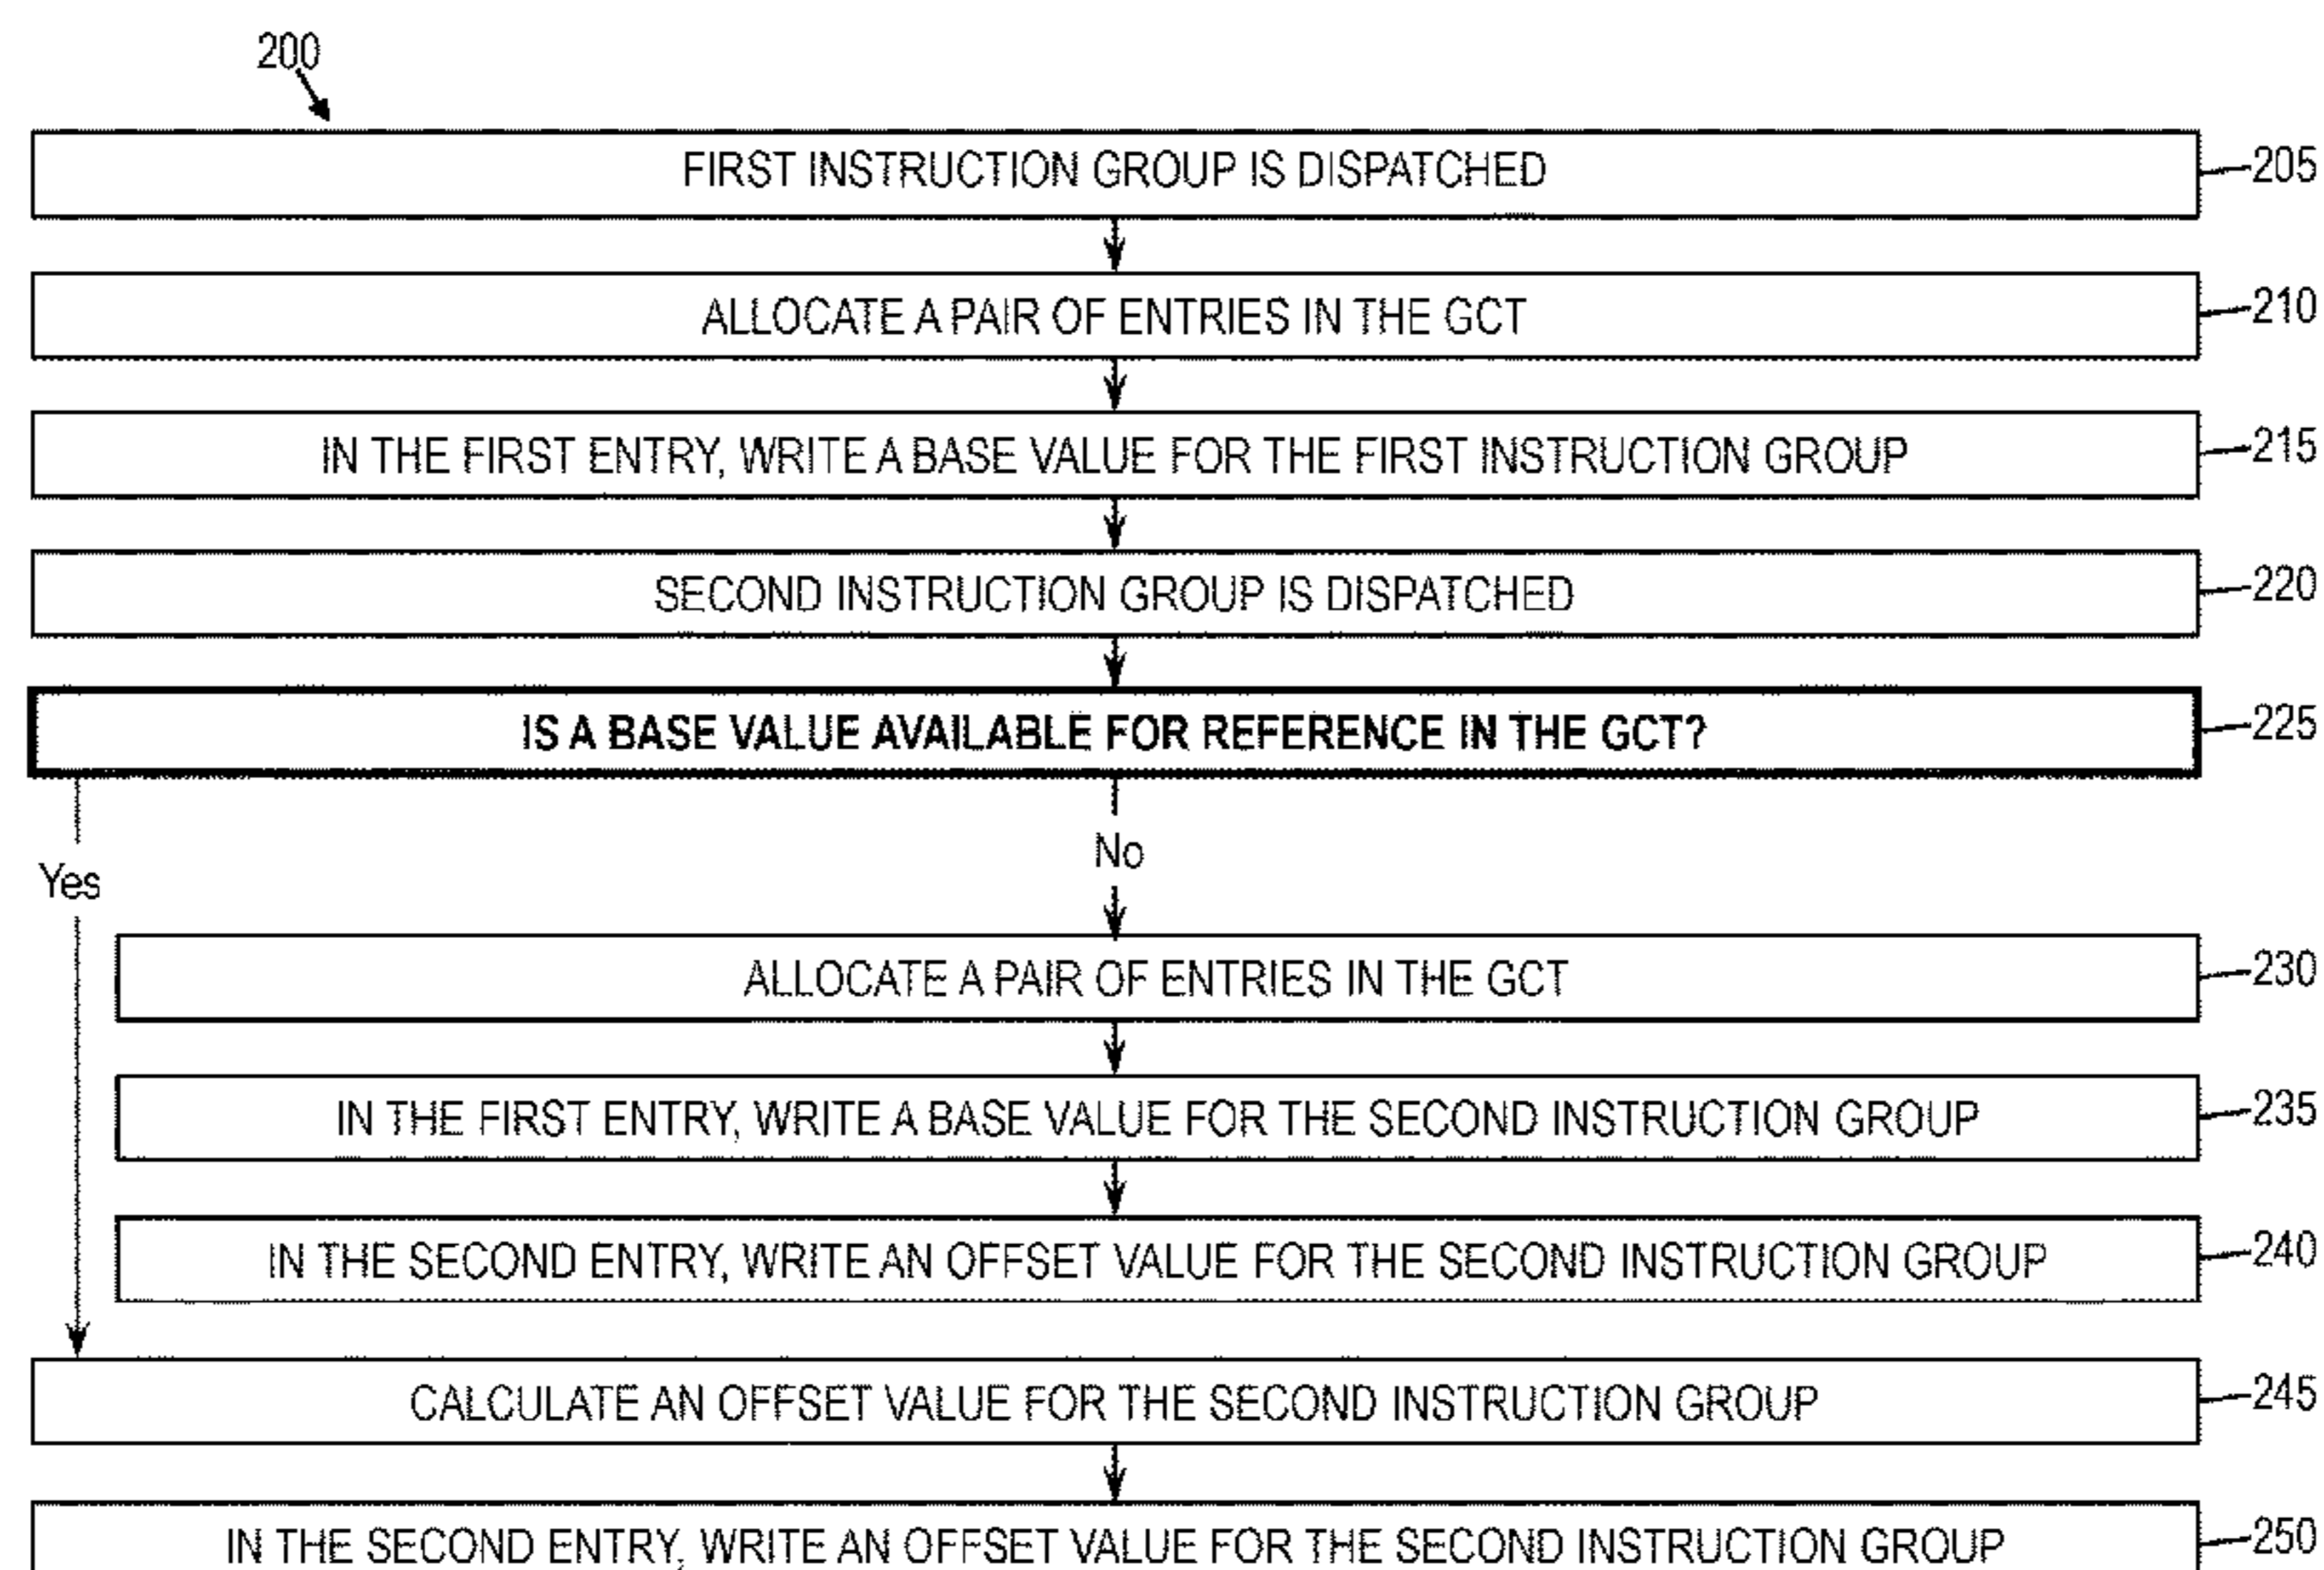 200
FIRST INSTRUCTION GROUP IS DISPATCHED
205
ALLOCATE A PAIR OF ENTRIES IN THE GCT
210
IN THE FIRST ENTRY, WRITE A BASE VALUE FOR THE FIRST INSTRUCTION GROUP
215
SECOND INSTRUCTION GROUP IS DISPATCHED
220
IS A BASE VALUE AVAILABLE FOR REFERENCE IN THE GCT?
225
No
Yes
ALLOCATE A PAIR OF ENTRIES IN THE GCT
230
IN THE FIRST ENTRY, WRITE A BASE VALUE FOR THE SECOND INSTRUCTION GROUP
235
IN THE SECOND ENTRY, WRITE AN OFFSET VALUE FOR THE SECOND INSTRUCTION GROUP
240
CALCULATE AN OFFSET VALUE FOR THE SECOND INSTRUCTION GROUP
245
IN THE SECOND ENTRY, WRITE AN OFFSET VALUE FOR THE SECOND INSTRUCTION GROUP
250